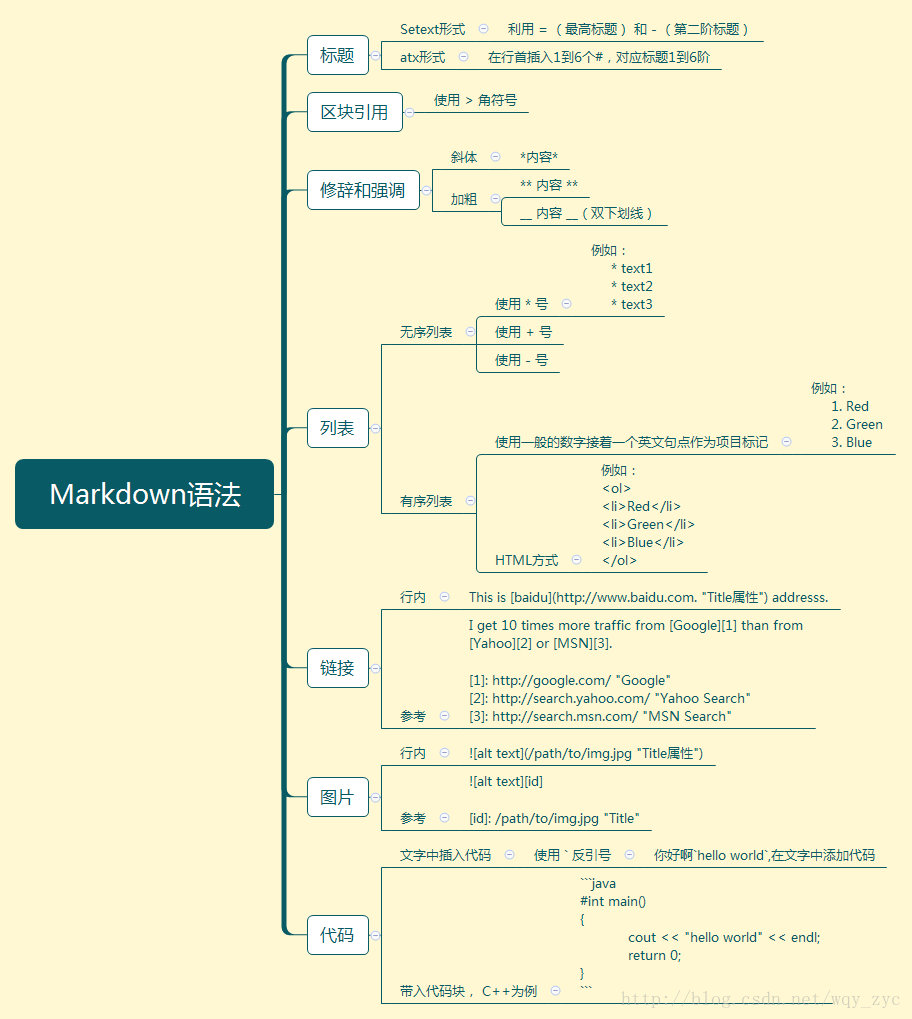 Markdown语法
标题
Setext形式
利用 = （ 最高标题 ） 和 - （ 第二阶标题 ）
atx形式
在行首插入1到6个#，对应标题1到6阶
区块引用
使用 > 角符号
修辞和强调
斜体
*内容*
加粗
** 内容 **
__ 内容 __（ 双下划线 ）
列表
无序列表
使用 * 号
例如：
* text1
* text2
* text3
使用 + 号
使用 - 号
有序列表
使用一般的数字接着一个英文句点作为项目标记
例如：
1. Red
2. Green
3. Blue
HTML方式
例如：
<ol>
<li>Red</li>
<li>Green</li>
<li>Blue</li>
</ol>
链接
行内
This is [baidu](http://www.baidu.com. "Title属性") addresss.
参考
I get 10 times more traffic from [Google][1] than from
[Yahoo][2] or [MSN][3].
[1]: http://google.com/ "Google"
[2]: http://search.yahoo.com/ "Yahoo Search"
[3]: http://search.msn.com/ "MSN Search"
图片
行内
![alt text](/path/to/img.jpg "Title属性")
参考
![alt text][id]
[id]: /path/to/img.jpg "Title"
代码
文字中插入代码
使用 ` 反引号
你好啊`hello world`,在文字中添加代码
带入代码块， C++为例
```java
#int main()
{
cout << "hello world" << endl;
return 0;
}
```
http://blog.csdn.net/wqy_zyc